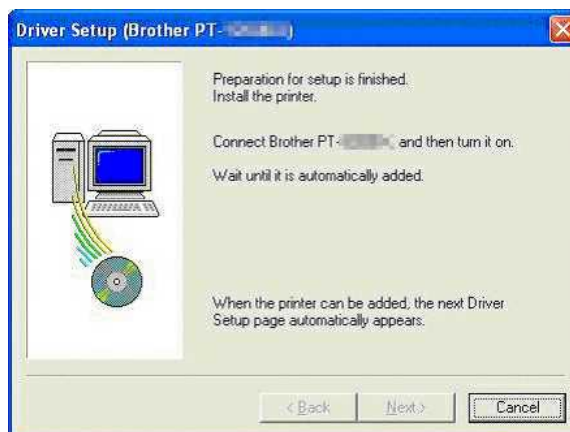 Driver Setup (Brother PT-        )
Preparation for setup is finished.
Install the printer.
Connect Brother PT-        and then turn it on.
Wait until it is automatically added.
When the printer can be added, the next Driver
Setup page automatically appears.
< Back
Next >
Cancel